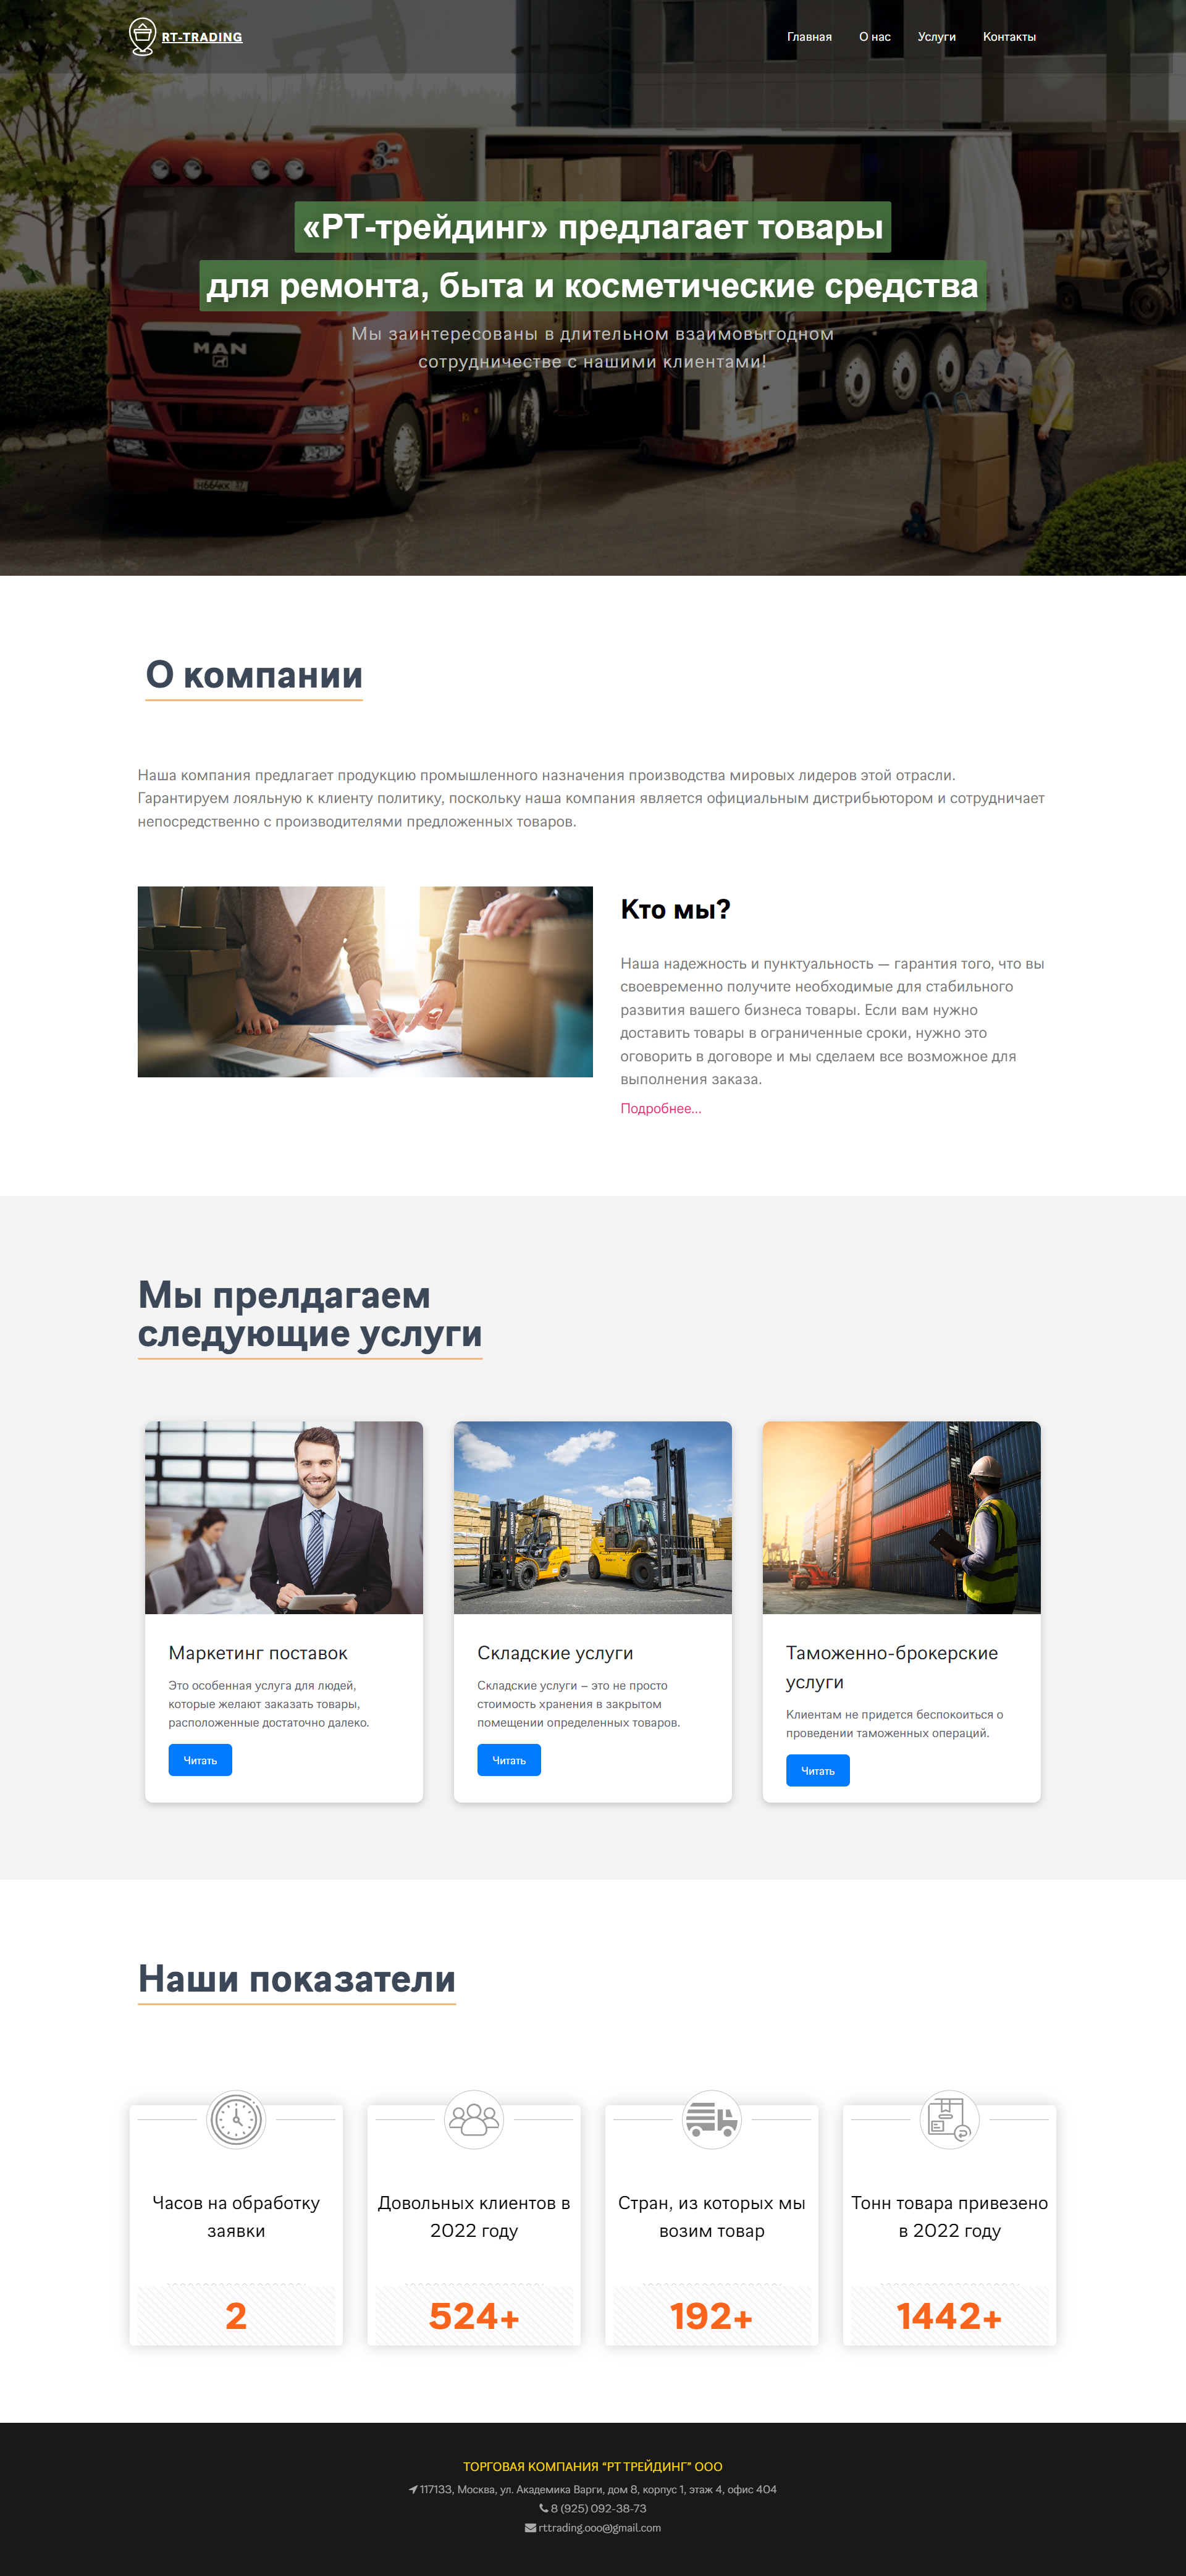 RT-TRADING
Главная О нас Услуги Контакты
«РТ-трейдинг» предлагает товары
для ремонта, быта и косметические средства
Мы заинтересованы в длительном взаимовыгодном
сотрудничестве с нашими клиентами!
MAN
О компании
Наша компания предлагает продукцию промышленного назначения производства мировых лидеров этой отрасли.
Гарантируем лояльную к клиенту политику, поскольку наша компания является официальным дистрибьютором и сотрудничает
непосредственно с производителями предложенных товаров.
Кто мы?
Наша надежность и пунктуальность — гарантия того, что вы
своевременно получите необходимые для стабильного
развития вашего бизнеса товары. Если вам нужно
доставить товары в ограниченные сроки, нужно это
оговорить в договоре и мы сделаем все возможное для
выполнения заказа.
Подробнее...
Мы прелдагаем
следующие услуги
Маркетинг поставок
Это особенная услуга для людей,
которые желают заказать товары,
расположенные достаточно далеко.
Читать
Складские услуги
Складские услуги – это не просто
стоимость хранения в закрытом
помещении определенных товаров.
Читать
Таможенно-брокерские
услуги
Клиентам не придется беспокоиться о
проведении таможенных операций.
Читать
Наши показатели
Часов на обработку
заявки
2
Довольных клиентов в
2022 году
524+
Стран, из которых мы
возим товар
192+
Тонн товара привезено
в 2022 году
1442+
ТОРГОВАЯ КОМПАНИЯ “РТ ТРЕЙДИНГ” ООО
117133, Москва, ул. Академика Варги, дом 8, корпус 1, этаж 4, офис 404
8 (925) 092-38-73
rttrading.ooo@gmail.com